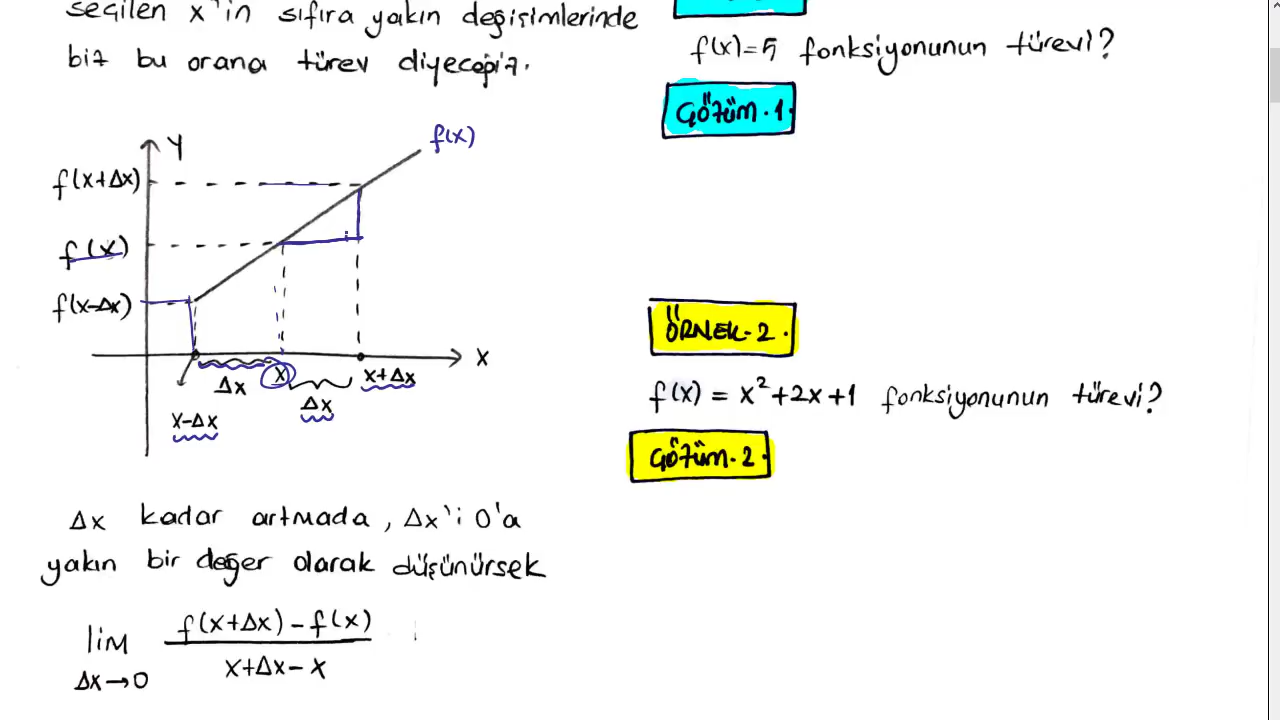 seçilen x'in sıfıra yakın değişimlerinde
biz bu orana türev diyeceğiz.
y
f(x)
f(x+Δx)
f(x)
f(x-Δx)
x
Δx
x
x+Δx
Δx
x-Δx
Δx kadar artmada, Δx'i 0'a
yakın bir değer olarak düşünürsek
lim f(x+Δx) - f(x)
Δx→0 x+Δx - x
f(x)=5 fonksiyonunun türevi?
ÇÖZÜM.1.
ÖRNEK-2.
f(x) = x²+2x+1 fonksiyonunun türevi?
ÇÖZÜM.2.